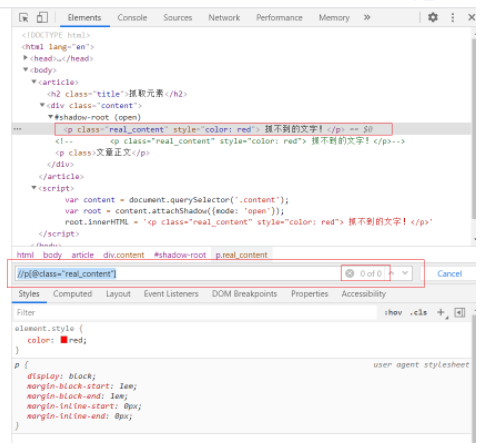 Elements Console Sources Network Performance Memory »
<!DOCTYPE html>
<html lang="en">
<head>…</head>
<body>
<article>
<h2 class="title">抓取元素</h2>
<div class="content">
#shadow-root (open)
<p class="real_content" style="color: red"> 抓不到的文字! </p> == $0
<!-- <p class="real_content" style="color: red"> 抓不到的文字! </p>-->
<p class>文章正文</p>
</div>
</article>
<script>
var content = document.querySelector('.content');
var root = content.attachShadow({mode: 'open'});
root.innerHTML = '<p class="real_content" style="color: red"> 抓不到的文字! </p>'
</script>
</body>
html body article div.content #shadow-root p.real_content
//p[@class="real_content"] 0 of 0 Cancel
Styles Computed Layout Event Listeners DOM Breakpoints Properties Accessibility
Filter :hov .cls +
element.style {
color: red;
}
p { user agent stylesheet
display: block;
margin-block-start: 1em;
margin-block-end: 1em;
margin-inline-start: 0px;
margin-inline-end: 0px;
}